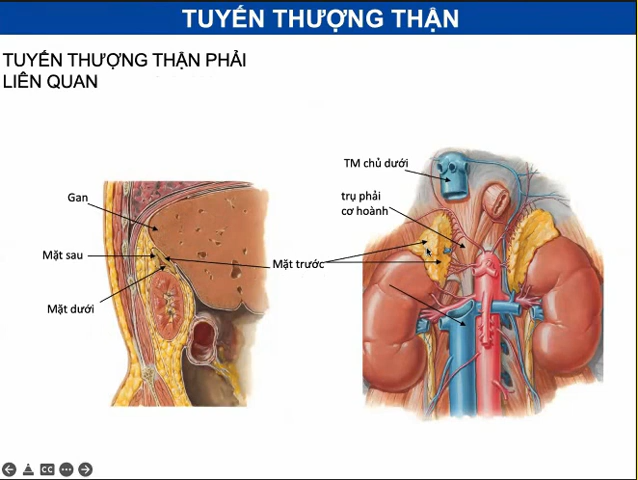 TUYẾN THƯỢNG THẬN
TUYẾN THƯỢNG THẬN PHẢI
LIÊN QUAN
TM chủ dưới
Gan
trụ phải
cơ hoành
Mặt sau
Mặt trước
Mặt dưới
CC